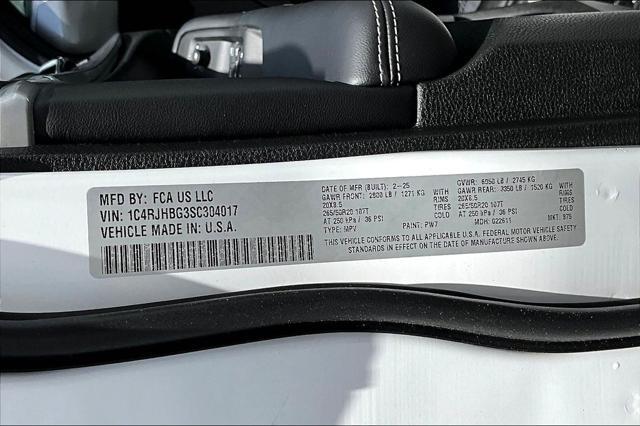 MFD BY: FCA US LLC
VIN: 1C4RJHBG3SC304017
VEHICLE MADE IN: U.S.A.
DATE OF MFR (BUILT): 2-25
GAWR FRONT: 2800 LB / 1271 KG WITH
20X8.5 RIMS
265/50R20 107T TIRES
AT 250 kPa / 36 PSI
TYPE: MPV PAINT: PW7
GVWR: 6050 LB / 2745 KG
GAWR REAR: 3350 LB / 1520 KG WITH
20X8.5 RIMS
265/50R20 107T TIRES
AT 250 kPa / 36 PSI
MDH: 022611 MKT: 875
THIS VEHICLE CONFORMS TO ALL APPLICABLE U.S.A. FEDERAL MOTOR VEHICLE SAFETY
STANDARDS IN EFFECT ON THE DATE OF MANUFACTURE SHOWN ABOVE.